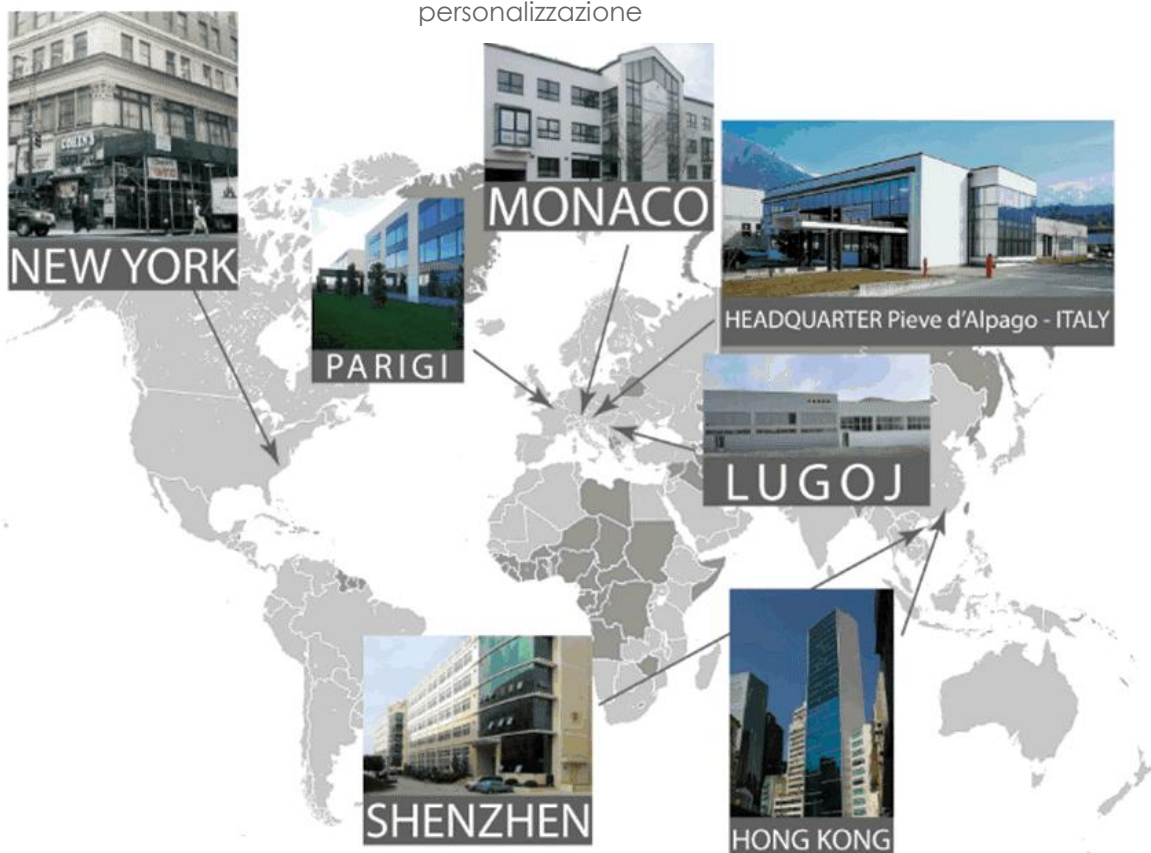 personalizzazione
MONACO
NEW YORK
PARIGI
HEADQUARTER Pieve d'Alpago - ITALY
LUGOJ
SHENZHEN
HONG KONG